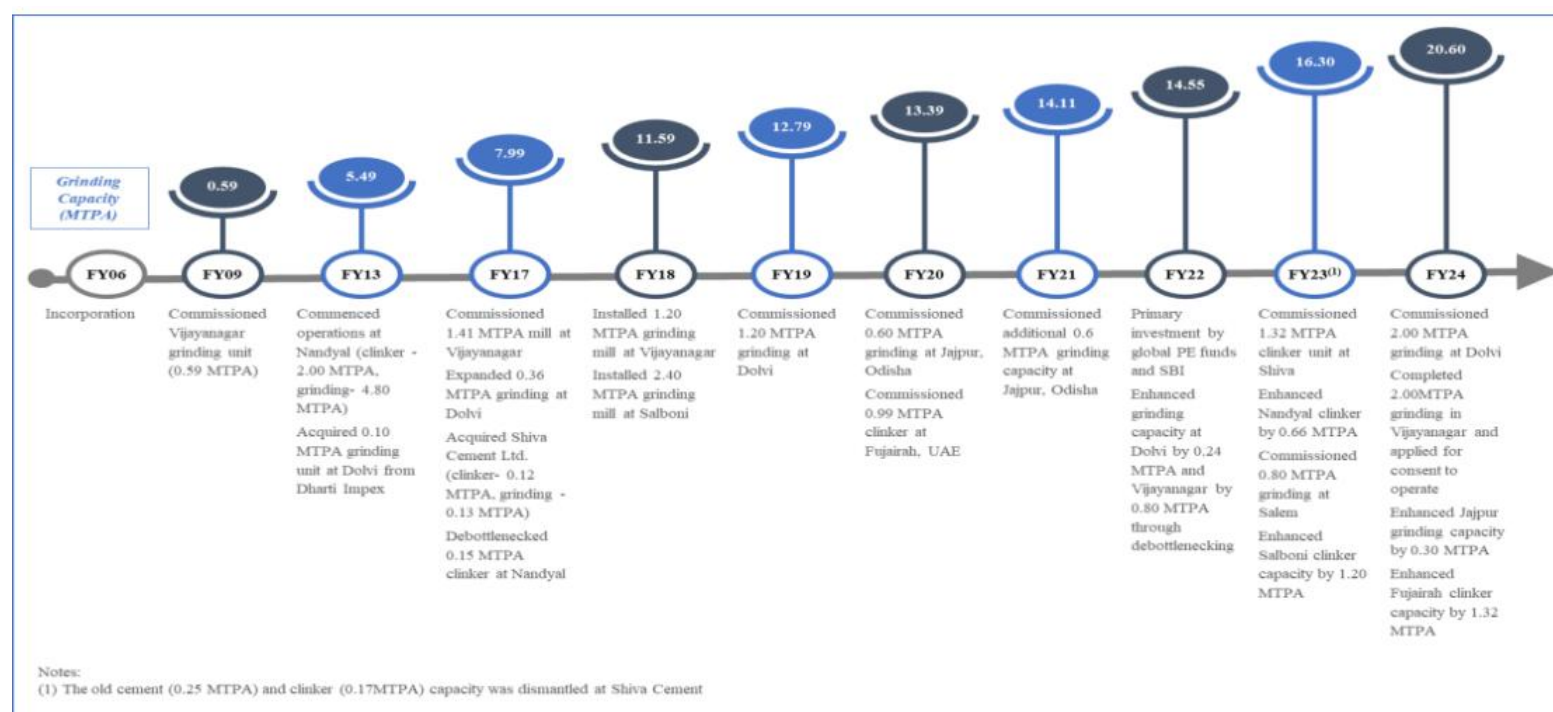 Grinding
Capacity
(MTPA)
0.59
5.49
7.99
11.59
12.79
13.39
14.11
14.55
16.30
20.60
FY06
FY09
FY13
FY17
FY18
FY19
FY20
FY21
FY22
FY23(1)
FY24
Incorporation
Commissioned
Vijayanagar
grinding unit
(0.59 MTPA)
Commenced
operations at
Nandyal (clinker -
2.00 MTPA,
grinding- 4.80
MTPA)
Acquired 0.10
MTPA grinding
unit at Dolvi from
Dharti Impex
Commissioned
1.41 MTPA mill at
Vijayanagar
Expanded 0.36
MTPA grinding at
Dolvi
Acquired Shiva
Cement Ltd.
(clinker- 0.12
MTPA, grinding -
0.13 MTPA)
Debottlenecked
0.15 MTPA
clinker at Nandyal
Installed 1.20
MTPA grinding
mill at Vijayanagar
Installed 2.40
MTPA grinding
mill at Salboni
Commissioned
1.20 MTPA
grinding at
Dolvi
Commissioned
0.60 MTPA
grinding at Jajpur,
Odisha
Commissioned
0.99 MTPA
clinker at
Fujairah, UAE
Commissioned
additional 0.6
MTPA grinding
capacity at
Jajpur, Odisha
Primary
investment by
global PE funds
and SBI
Enhanced
grinding
capacity at
Dolvi by 0.24
MTPA and
Vijayanagar by
0.80 MTPA
through
debottlenecking
Commissioned
1.32 MTPA
clinker unit at
Shiva
Enhanced
Nandyal clinker
by 0.66 MTPA
Commissioned
0.80 MTPA
grinding at
Salem
Enhanced
Salboni clinker
capacity by 1.20
MTPA
Commissioned
2.00 MTPA
grinding at Dolvi
Completed
2.00MTPA
grinding in
Vijayanagar and
applied for
consent to
operate
Enhanced Jajpur
grinding capacity
by 0.30 MTPA
Enhanced
Fujairah clinker
capacity by 1.32
MTPA
Notes:
(1) The old cement (0.25 MTPA) and clinker (0.17MTPA) capacity was dismantled at Shiva Cement